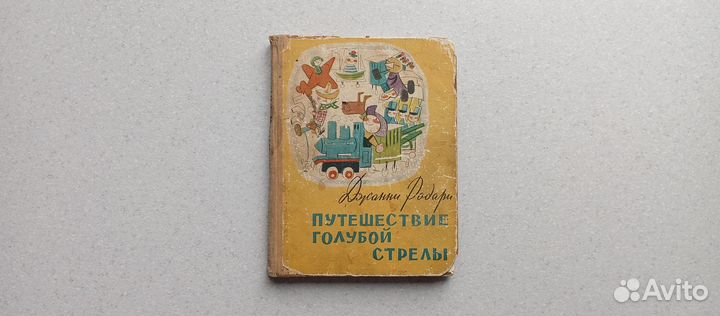 Джанни Родари
ПУТЕШЕСТВИЕ
ГОЛУБОЙ
СТРЕЛЫ
Avito